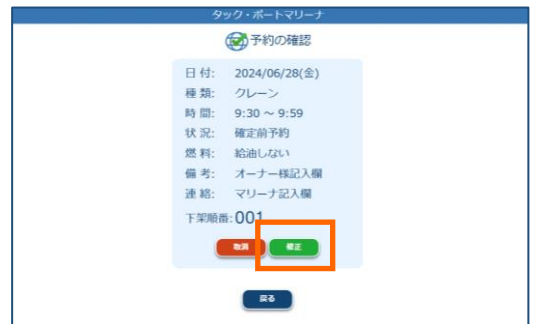 タック・ポートマリーナ
予約の確認
日 付: 2024/06/28(金)
種 類: クレーン
時 間: 9:30 ～ 9:59
状 況: 確定前予約
燃 料: 給油しない
備 考: オーナー様記入欄
連 絡: マリーナ記入欄
下架順番:001
取消 修正
戻る